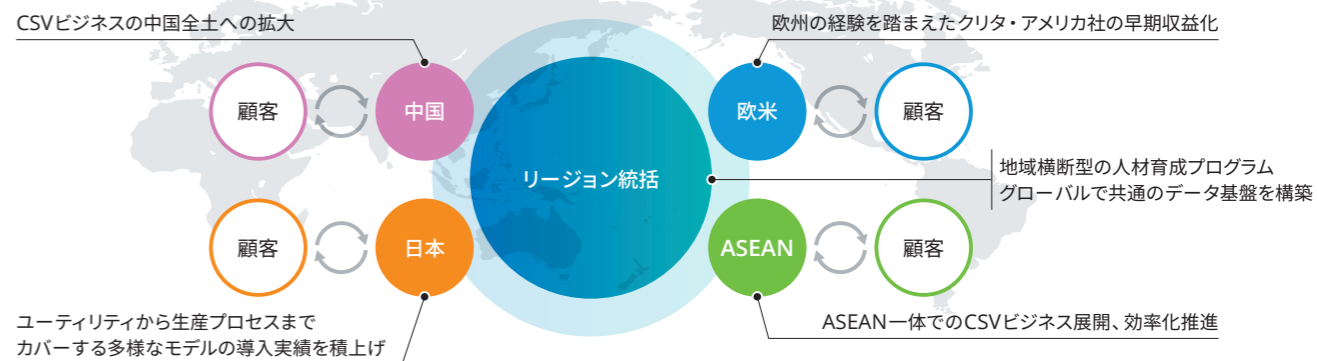 CSVビジネスの中国全土への拡大
欧州の経験を踏まえたクリタ・アメリカ社の早期収益化
顧客
中国
欧米
顧客
リージョン統括
地域横断型の人材育成プログラム
グローバルで共通のデータ基盤を構築
顧客
日本
ASEAN
顧客
ユーティリティから生産プロセスまで
カバーする多様なモデルの導入実績を積上げ
ASEAN一体でのCSVビジネス展開、効率化推進